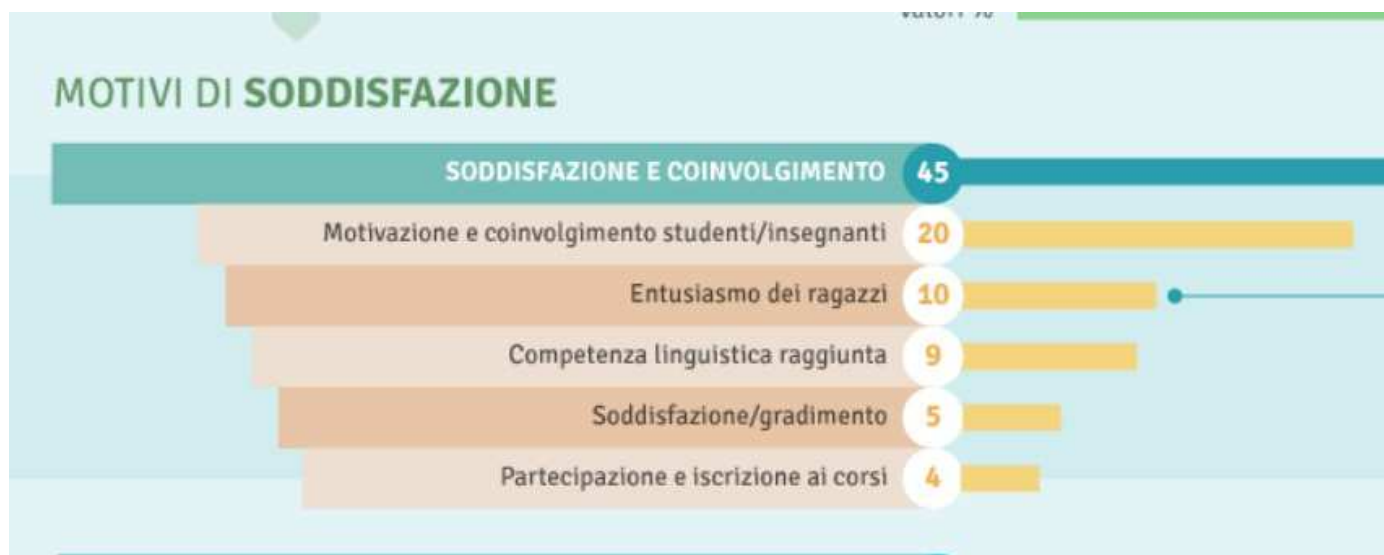 MOTIVI DI SODDISFAZIONE
SODDISFAZIONE E COINVOLGIMENTO 45
Motivazione e coinvolgimento studenti/insegnanti 20
Entusiasmo dei ragazzi 10
Competenza linguistica raggiunta 9
Soddisfazione/gradimento 5
Partecipazione e iscrizione ai corsi 4